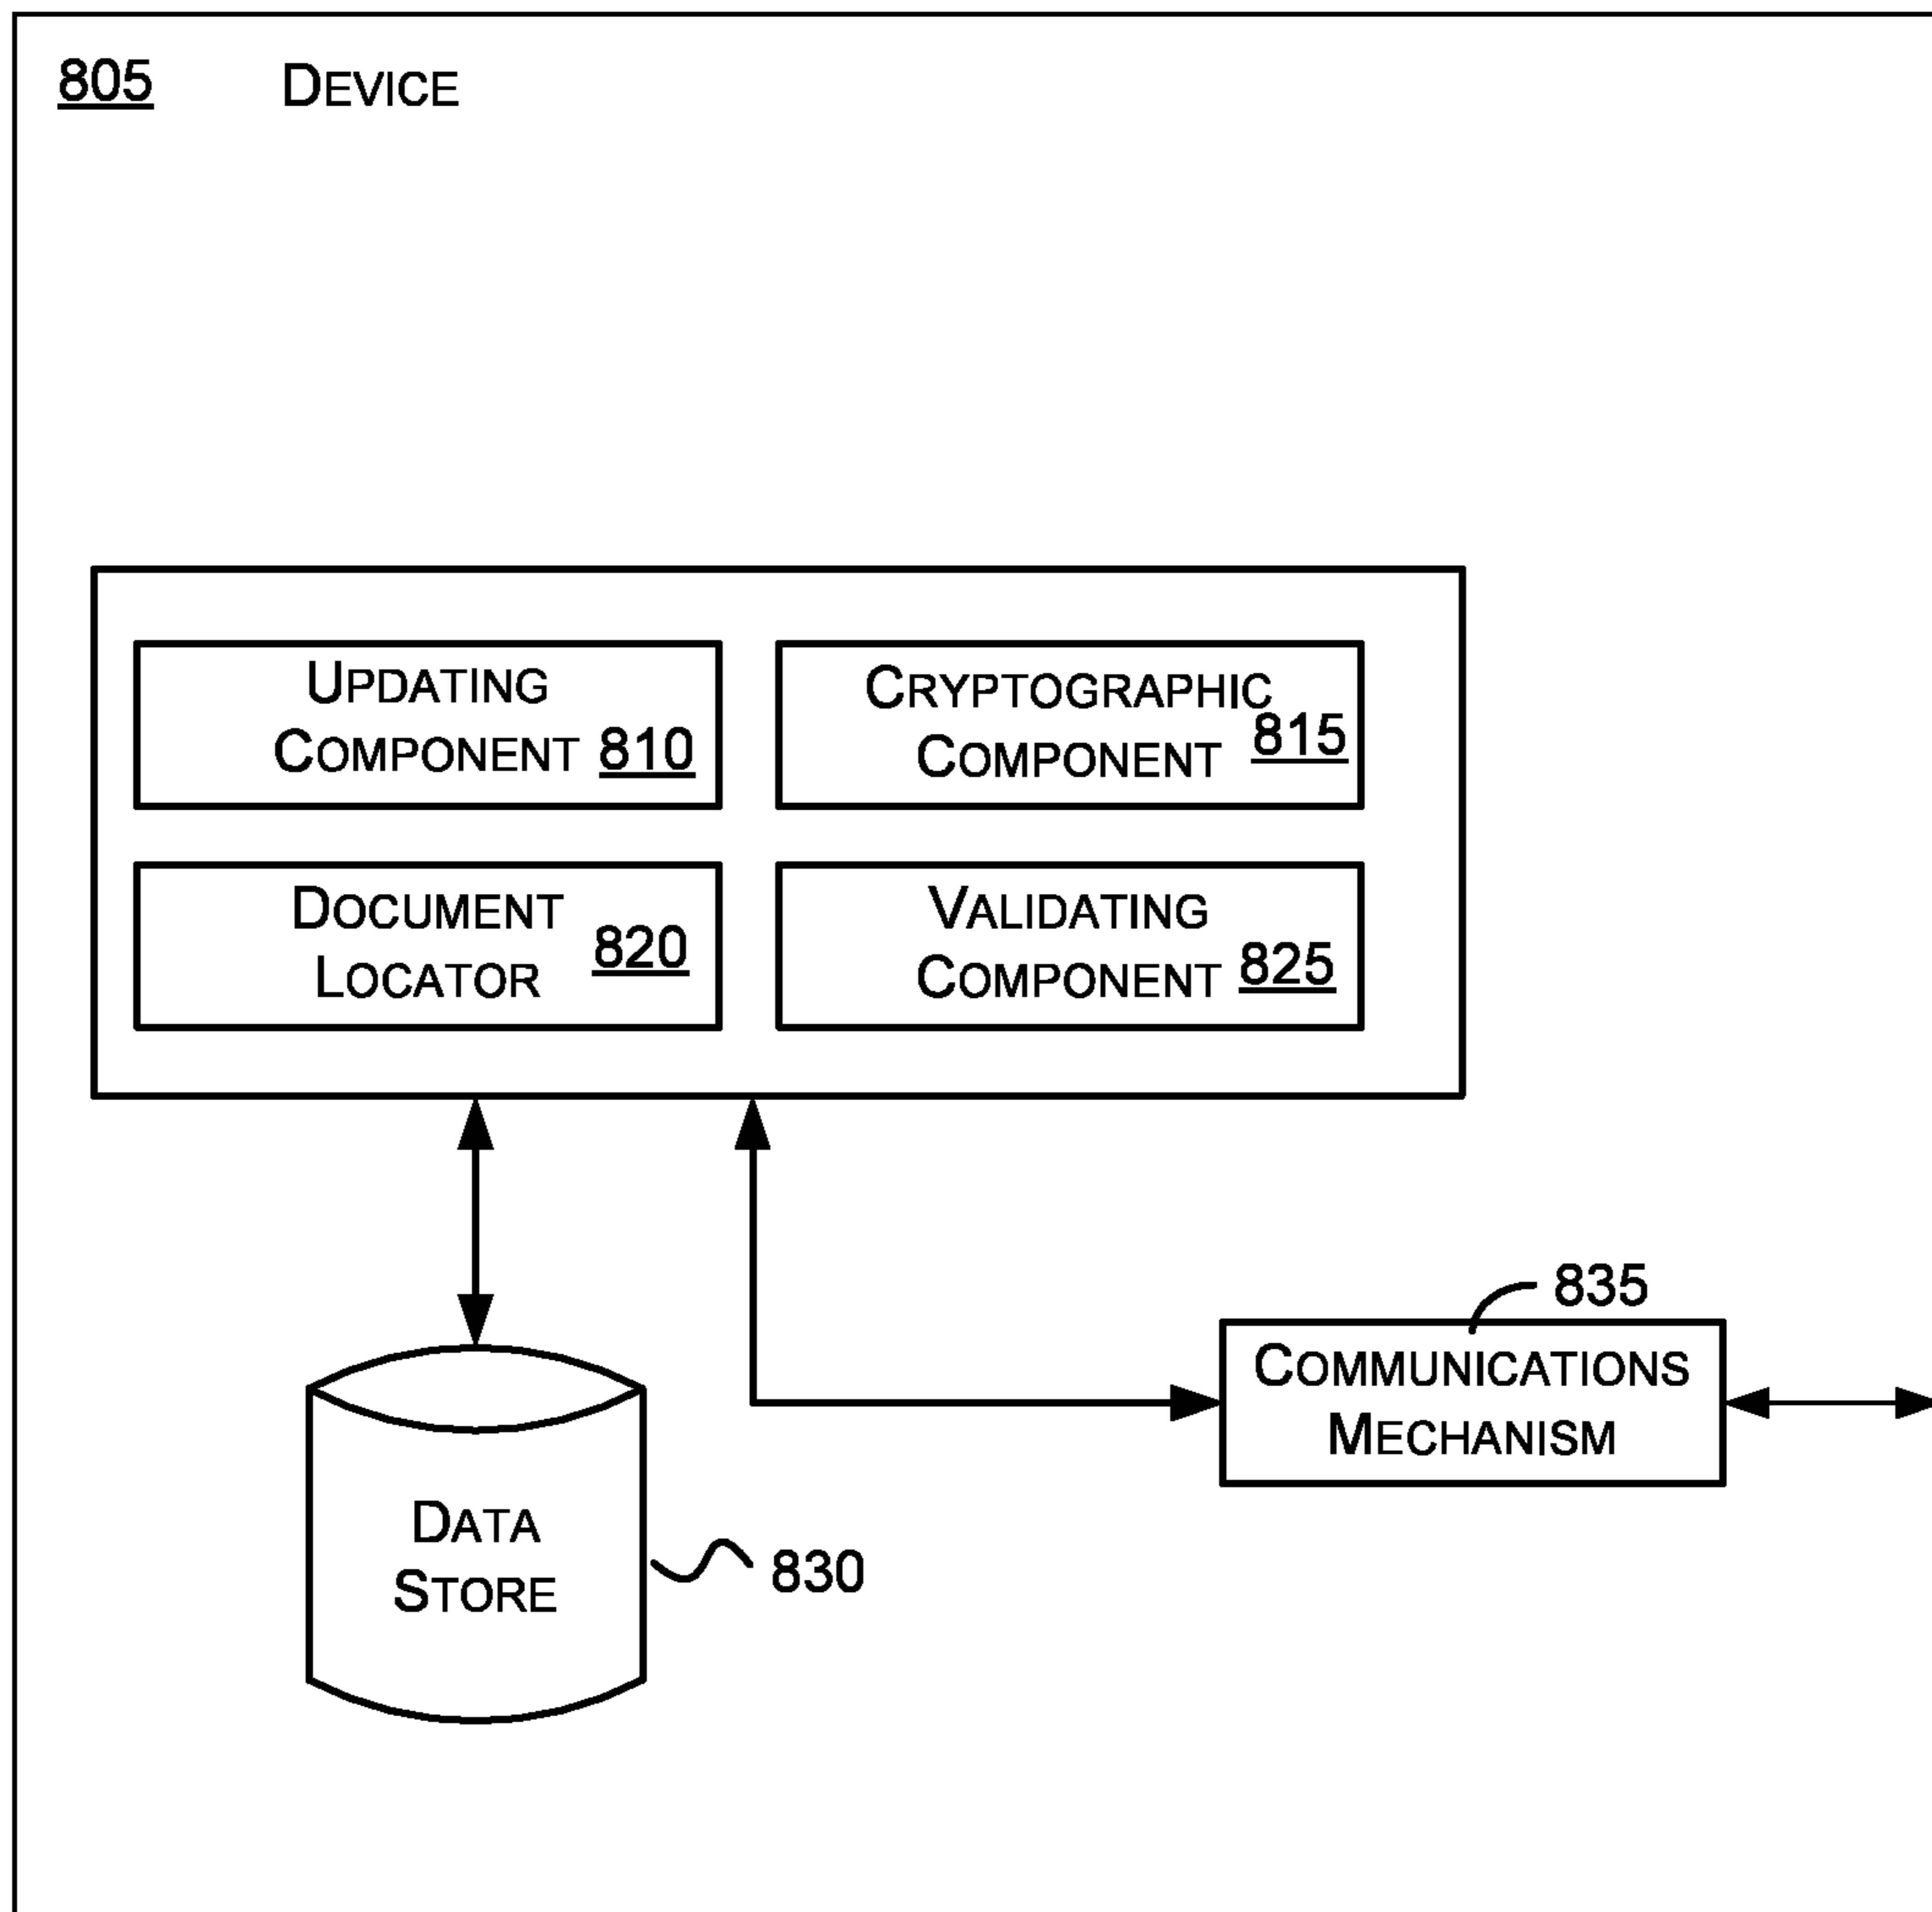 805 DEVICE
UPDATING
COMPONENT 810
CRYPTOGRAPHIC
COMPONENT 815
DOCUMENT
LOCATOR 820
VALIDATING
COMPONENT 825
835
COMMUNICATIONS
MECHANISM
DATA
STORE
830